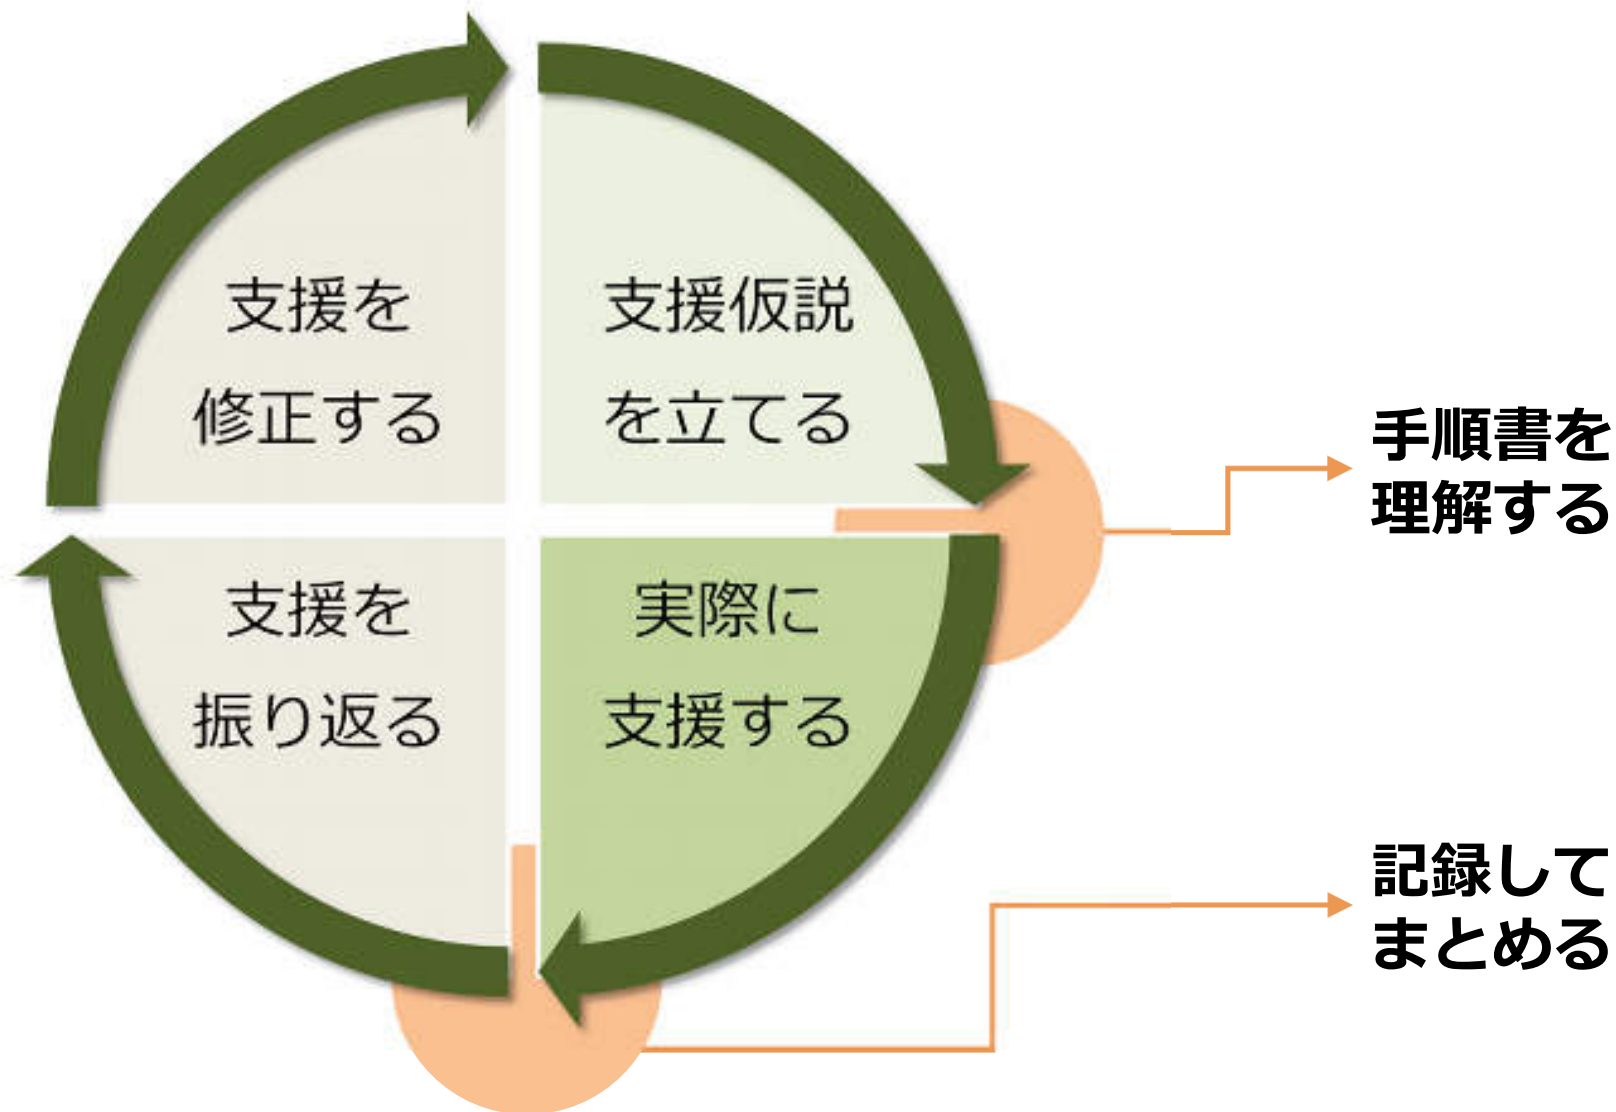 支援を
修正する
支援仮説
を立てる
支援を
振り返る
実際に
支援する
手順書を
理解する
記録して
まとめる